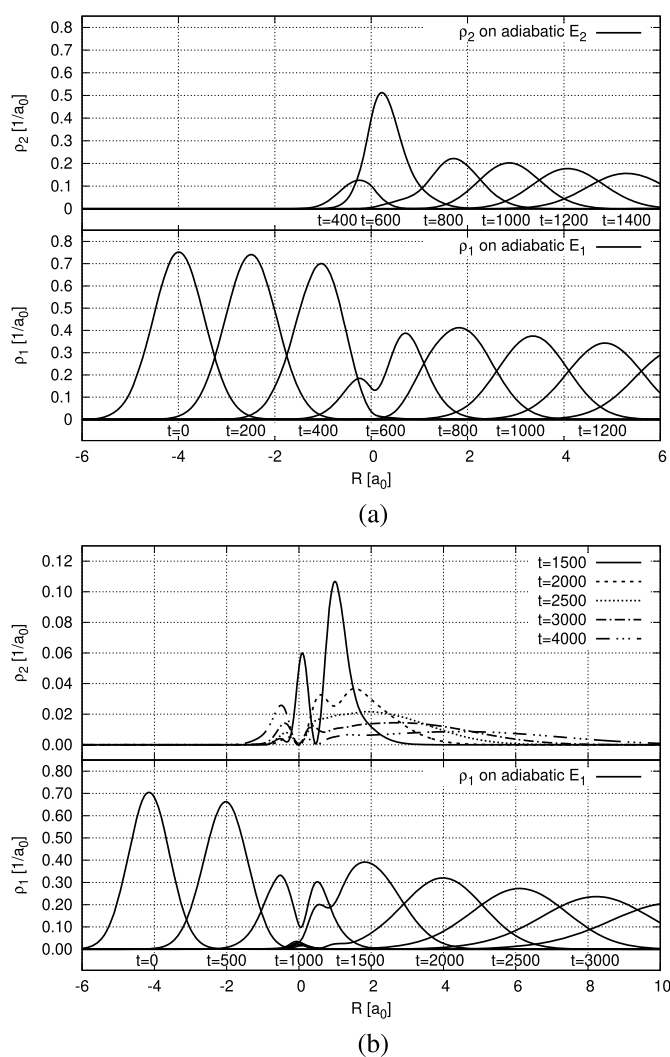 0.8
0.7
0.6
0.5
0.4
0.3
0.2
0.1
0
ρ2 [1/a0]
ρ2 on adiabatic E2
t=400 t=600 t=800 t=1000 t=1200 t=1400
0.8
0.7
0.6
0.5
0.4
0.3
0.2
0.1
0
ρ1 [1/a0]
ρ1 on adiabatic E1
t=0 t=200 t=400 t=600 t=800 t=1000 t=1200
-6 -4 -2 0 2 4 6
R [a0]
(a)
0.12
0.10
0.08
0.06
0.04
0.02
0.00
ρ2 [1/a0]
t=1500
t=2000
t=2500
t=3000
t=4000
0.80
0.70
0.60
0.50
0.40
0.30
0.20
0.10
0.00
ρ1 [1/a0]
ρ1 on adiabatic E1
t=0 t=500 t=1000 t=1500 t=2000 t=2500 t=3000
-6 -4 -2 0 2 4 6 8 10
R [a0]
(b)